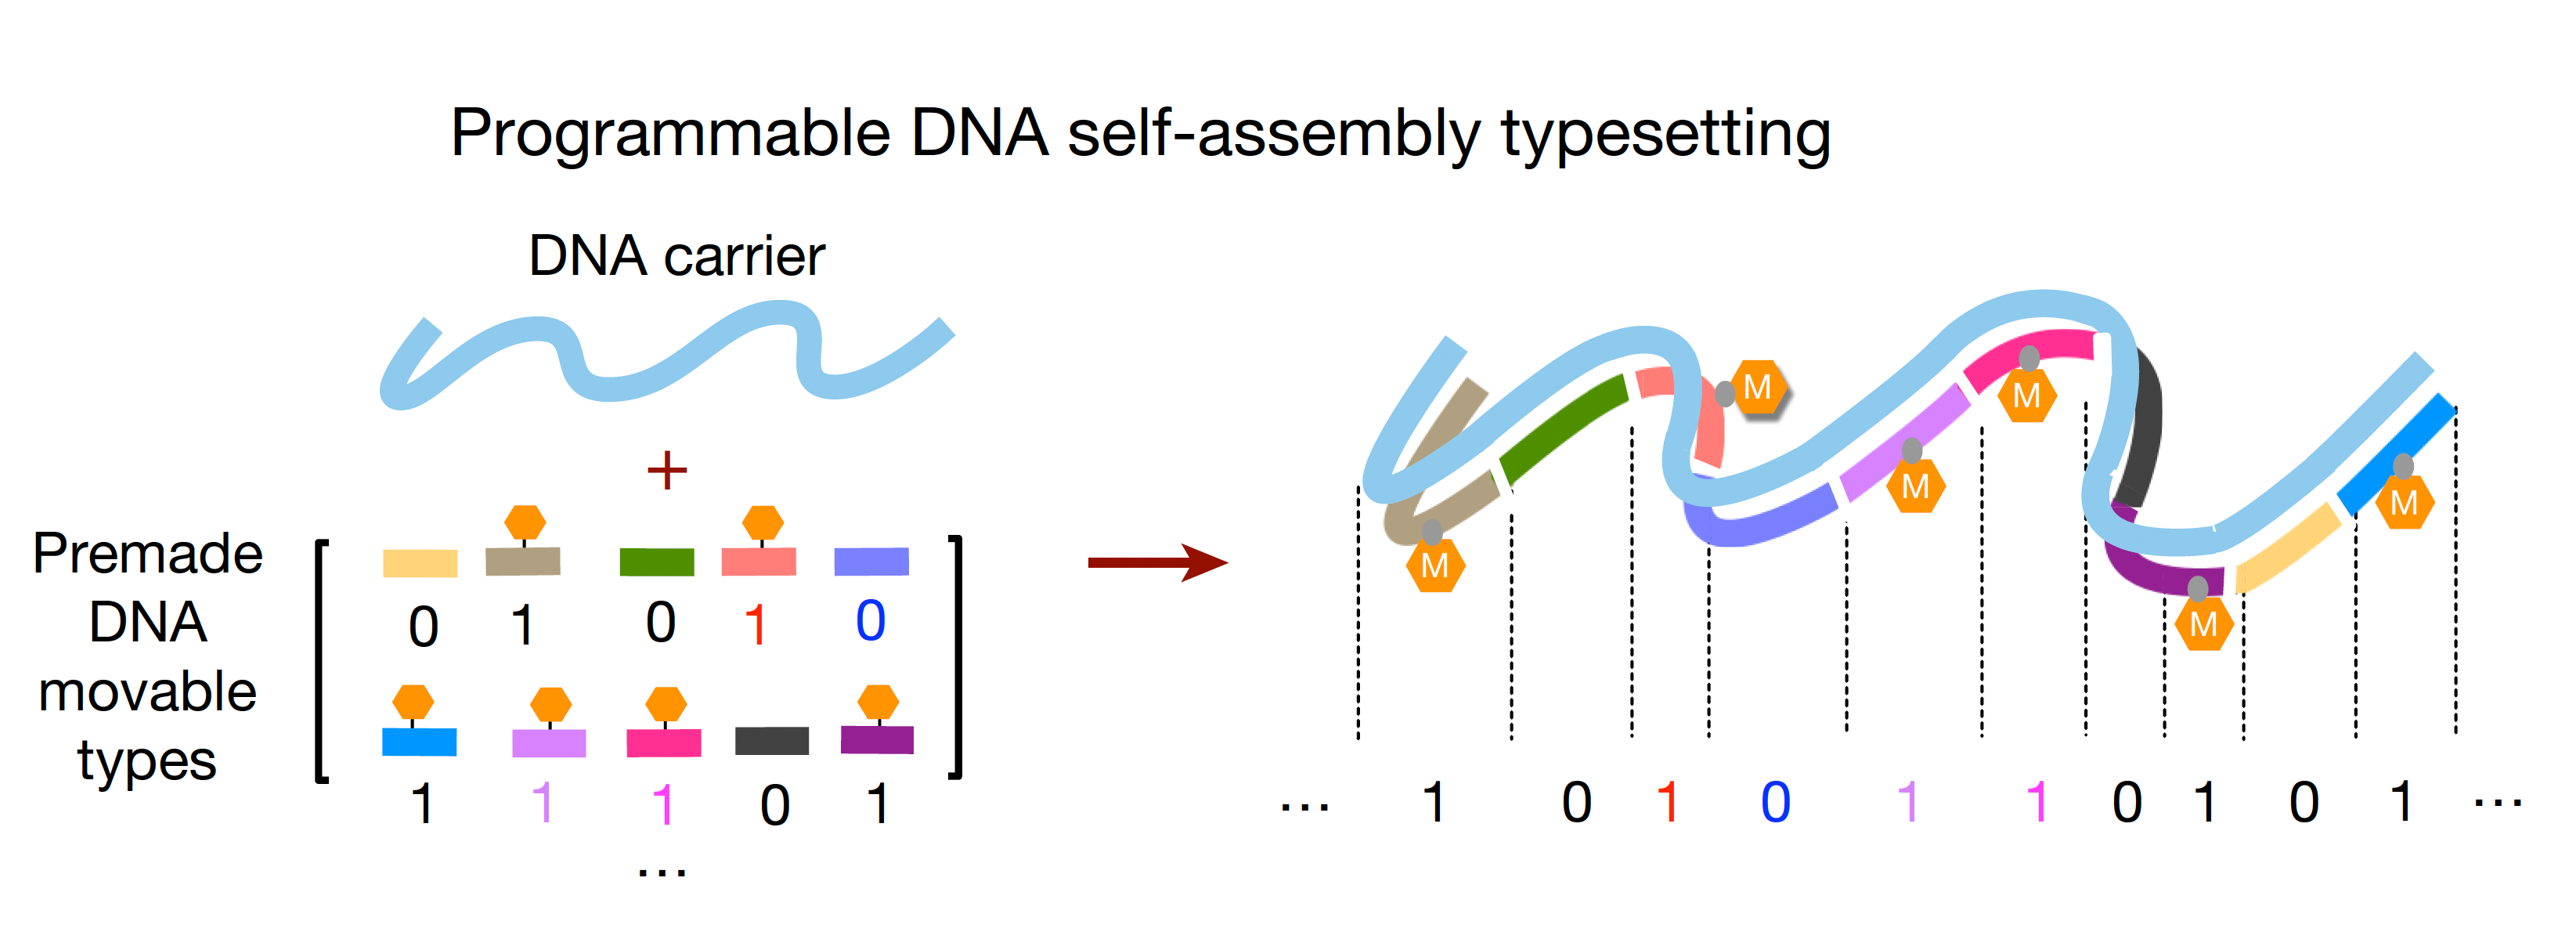 Programmable DNA self-assembly typesetting
DNA carrier
+
Premade
DNA
movable
types
0 1 0 1 0
1 1 1 0 1
...
M
M
M
M
M
M
... 1 0 1 0 1 1 0 1 0 1 ...